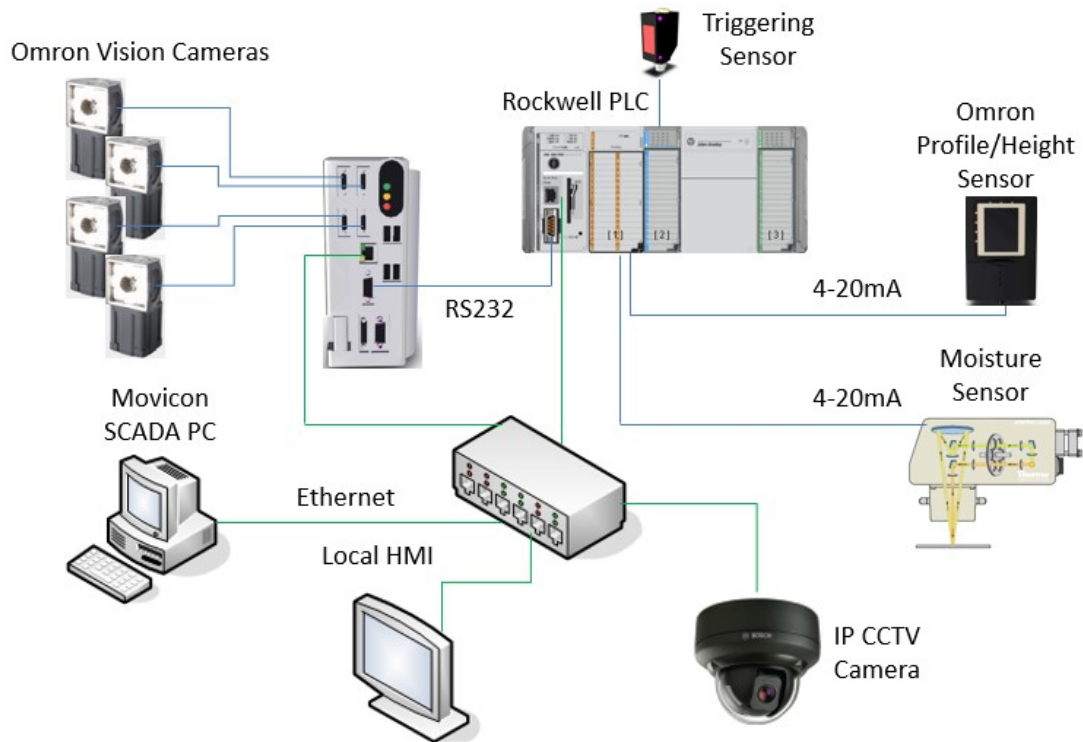 Omron Vision Cameras
Triggering
Sensor
Rockwell PLC
Omron
Profile/Height
Sensor
[1]
[2]
[3]
4-20mA
RS232
Moisture
Sensor
4-20mA
Movicon
SCADA PC
Ethernet
Local HMI
BOSCH
IP CCTV
Camera